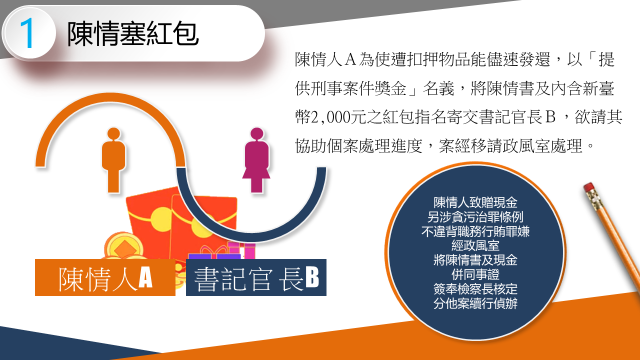 1 陳情塞紅包
陳情人A為使遭扣押物品能儘速發還，以「提
供刑事案件獎金」名義，將陳情書及內含新臺
幣2,000元之紅包指名寄交書記官長B，欲請其
協助個案處理進度，案經移請政風室處理。
陳情人A
書記官長B
陳情人致贈現金
另涉貪污治罪條例
不違背職務行賄罪嫌
經政風室
將陳情書及現金
併同事證
簽奉檢察長核定
分他案續行偵辦